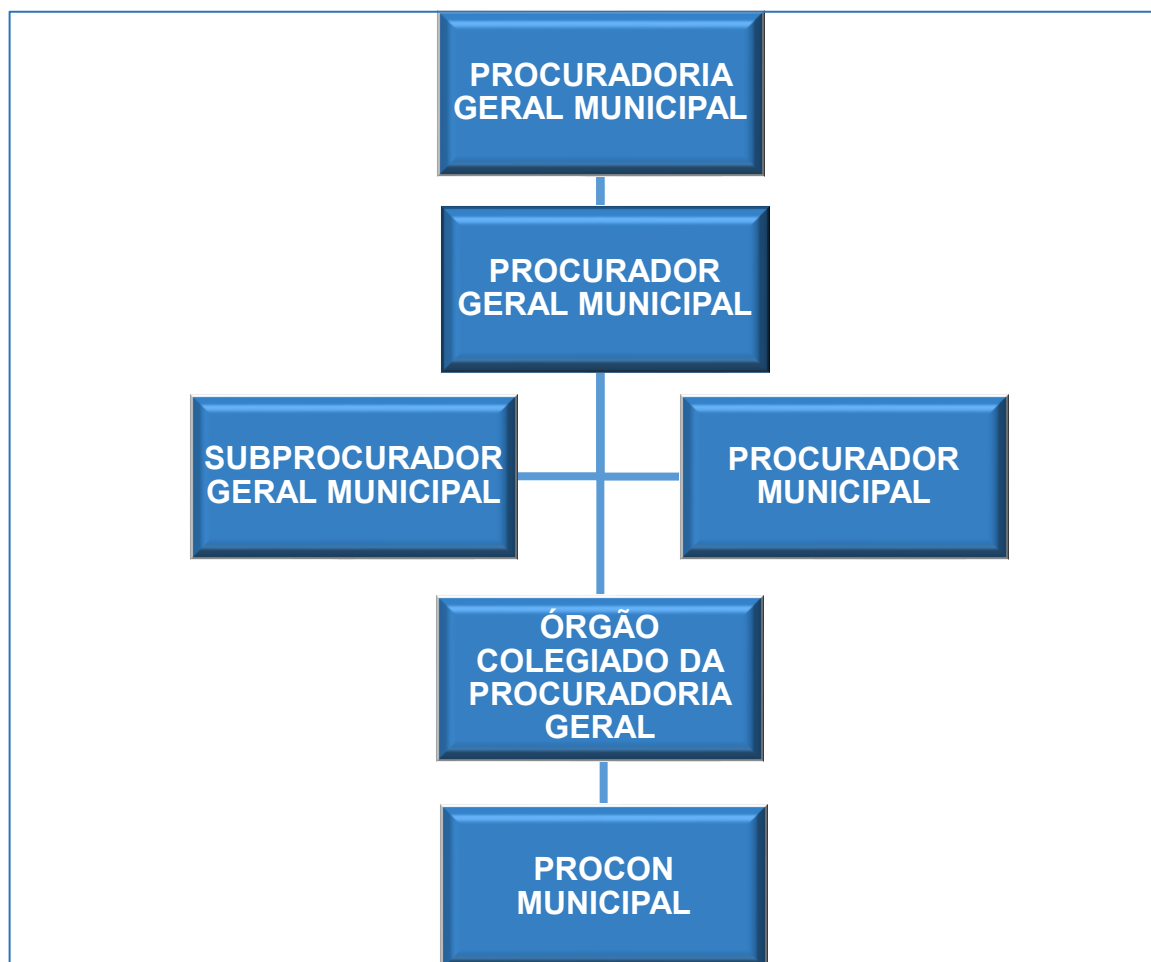 PROCURADORIA
GERAL MUNICIPAL
PROCURADOR
GERAL MUNICIPAL
SUBPROCURADOR
GERAL MUNICIPAL
PROCURADOR
MUNICIPAL
ÓRGÃO
COLEGIADO DA
PROCURADORIA
GERAL
PROCON
MUNICIPAL